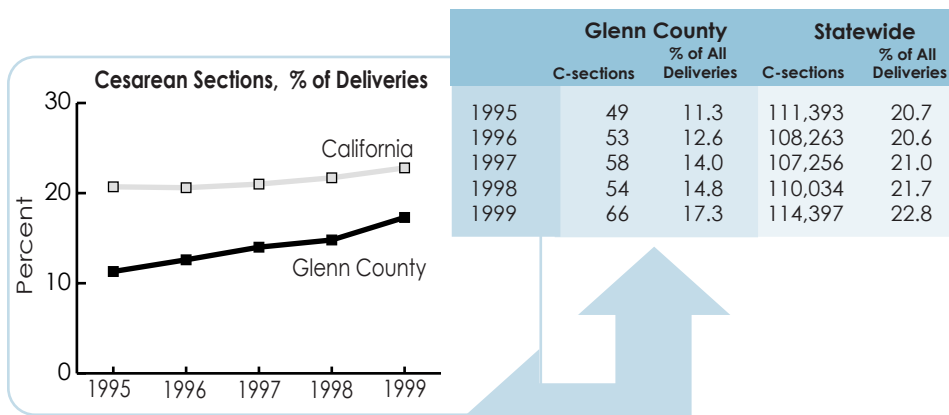 Cesarean Sections, % of Deliveries
30
20
10
0
Percent
California
Glenn County
1995 1996 1997 1998 1999
Glenn County Statewide
C-sections % of All Deliveries C-sections % of All Deliveries
1995 49 11.3 111,393 20.7
1996 53 12.6 108,263 20.6
1997 58 14.0 107,256 21.0
1998 54 14.8 110,034 21.7
1999 66 17.3 114,397 22.8